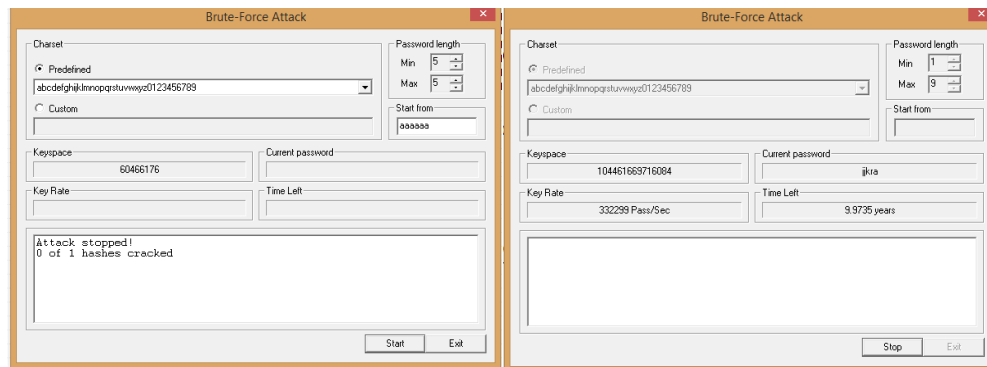 Brute-Force Attack
Charset
Predefined
abcdefghijklmnopqrstuvwxyz0123456789
Custom
Password length
Min 5
Max 5
Start from
aaaaaa
Keyspace
60466176
Current password
Key Rate
Time Left
Attack stopped!
0 of 1 hashes cracked
Start
Exit
Brute-Force Attack
Charset
Predefined
abcdefghijklmnopqrstuvwxyz0123456789
Custom
Password length
Min 1
Max 9
Start from
Keyspace
104461669716084
Current password
jjkra
Key Rate
332299 Pass/Sec
Time Left
9.9735 years
Stop
Exit